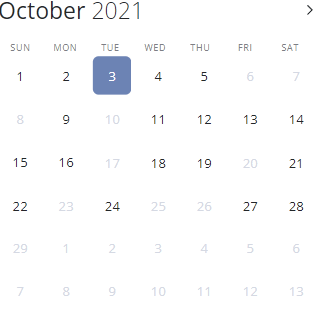 October 2021
SUN MON TUE WED THU FRI SAT
1 2 3 4 5 6 7
8 9 10 11 12 13 14
15 16 17 18 19 20 21
22 23 24 25 26 27 28
29 1 2 3 4 5 6
7 8 9 10 11 12 13